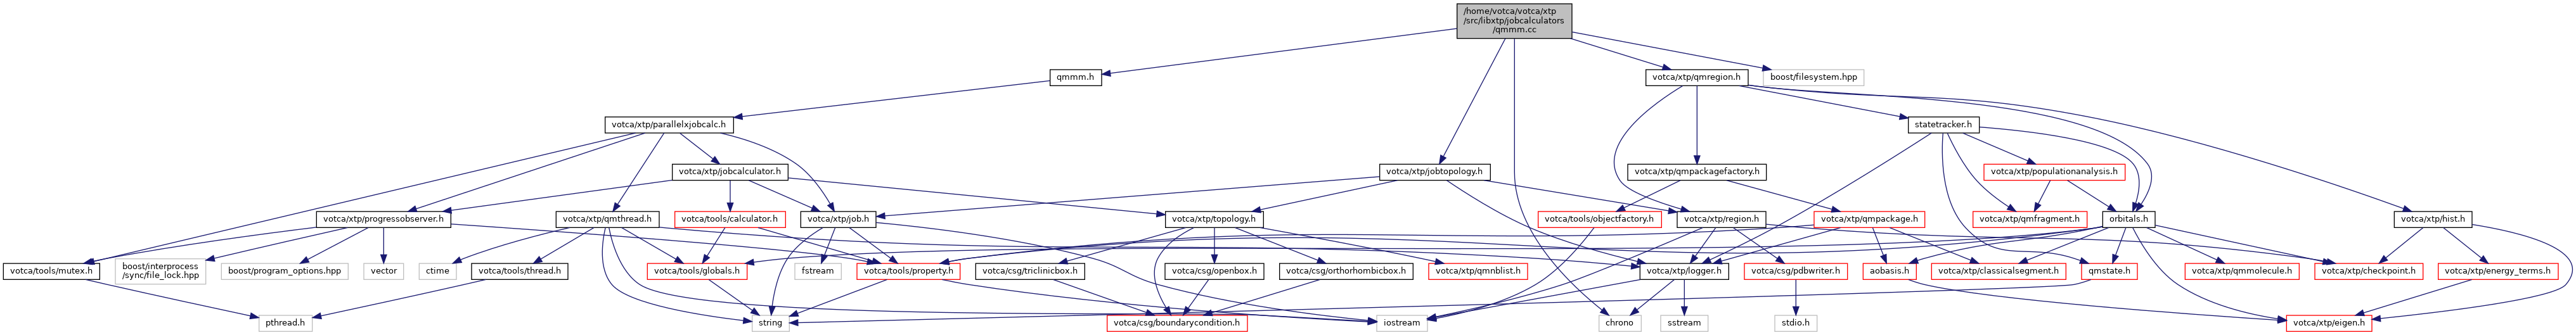 /home/votca/votca/xtp
/src/libxtp/jobcalculators
/qmmm.cc
qmmm.h
votca/xtp/qmregion.h
boost/filesystem.hpp
votca/xtp/parallelxjobcalc.h
statetracker.h
votca/xtp/jobcalculator.h
votca/xtp/jobtopology.h
votca/xtp/qmpackagefactory.h
votca/xtp/populationanalysis.h
votca/xtp/progressobserver.h
votca/xtp/qmthread.h
votca/tools/calculator.h
votca/xtp/job.h
votca/xtp/topology.h
votca/tools/objectfactory.h
votca/xtp/region.h
votca/xtp/qmpackage.h
votca/xtp/qmfragment.h
orbitals.h
votca/xtp/hist.h
votca/tools/mutex.h
boost/interprocess
/sync/file_lock.hpp
boost/program_options.hpp
vector
ctime
votca/tools/thread.h
votca/tools/globals.h
fstream
votca/tools/property.h
votca/csg/triclinicbox.h
votca/csg/openbox.h
votca/csg/orthorhombicbox.h
votca/xtp/qmnblist.h
votca/xtp/logger.h
votca/csg/pdbwriter.h
aobasis.h
votca/xtp/classicalsegment.h
qmstate.h
votca/xtp/qmmolecule.h
votca/xtp/checkpoint.h
votca/xtp/energy_terms.h
pthread.h
string
votca/csg/boundarycondition.h
iostream
chrono
sstream
stdio.h
votca/xtp/eigen.h